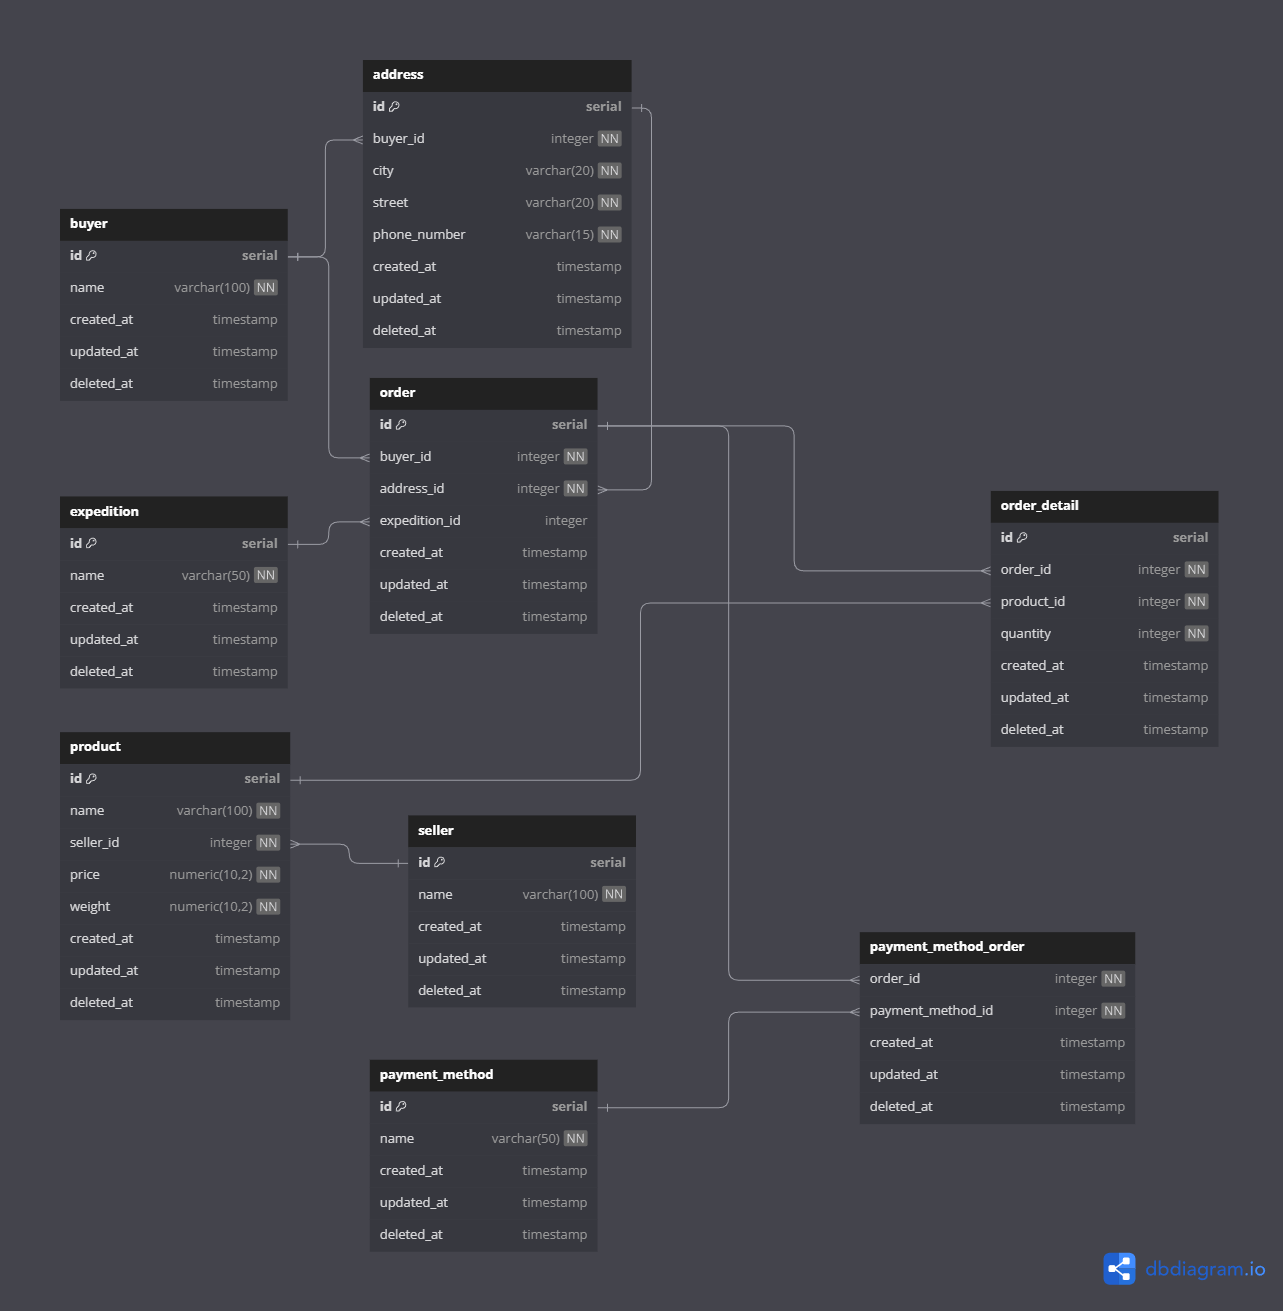 address
id serial
buyer_id integer NN
city varchar(20) NN
street varchar(20) NN
phone_number varchar(15) NN
created_at timestamp
updated_at timestamp
deleted_at timestamp
buyer
id serial
name varchar(100) NN
created_at timestamp
updated_at timestamp
deleted_at timestamp
order
id serial
buyer_id integer NN
address_id integer NN
expedition_id integer
created_at timestamp
updated_at timestamp
deleted_at timestamp
expedition
id serial
name varchar(50) NN
created_at timestamp
updated_at timestamp
deleted_at timestamp
order_detail
id serial
order_id integer NN
product_id integer NN
quantity integer NN
created_at timestamp
updated_at timestamp
deleted_at timestamp
product
id serial
name varchar(100) NN
seller_id integer NN
price numeric(10,2) NN
weight numeric(10,2) NN
created_at timestamp
updated_at timestamp
deleted_at timestamp
seller
id serial
name varchar(100) NN
created_at timestamp
updated_at timestamp
deleted_at timestamp
payment_method_order
order_id integer NN
payment_method_id integer NN
created_at timestamp
updated_at timestamp
deleted_at timestamp
payment_method
id serial
name varchar(50) NN
created_at timestamp
updated_at timestamp
deleted_at timestamp
dbdiagram.io